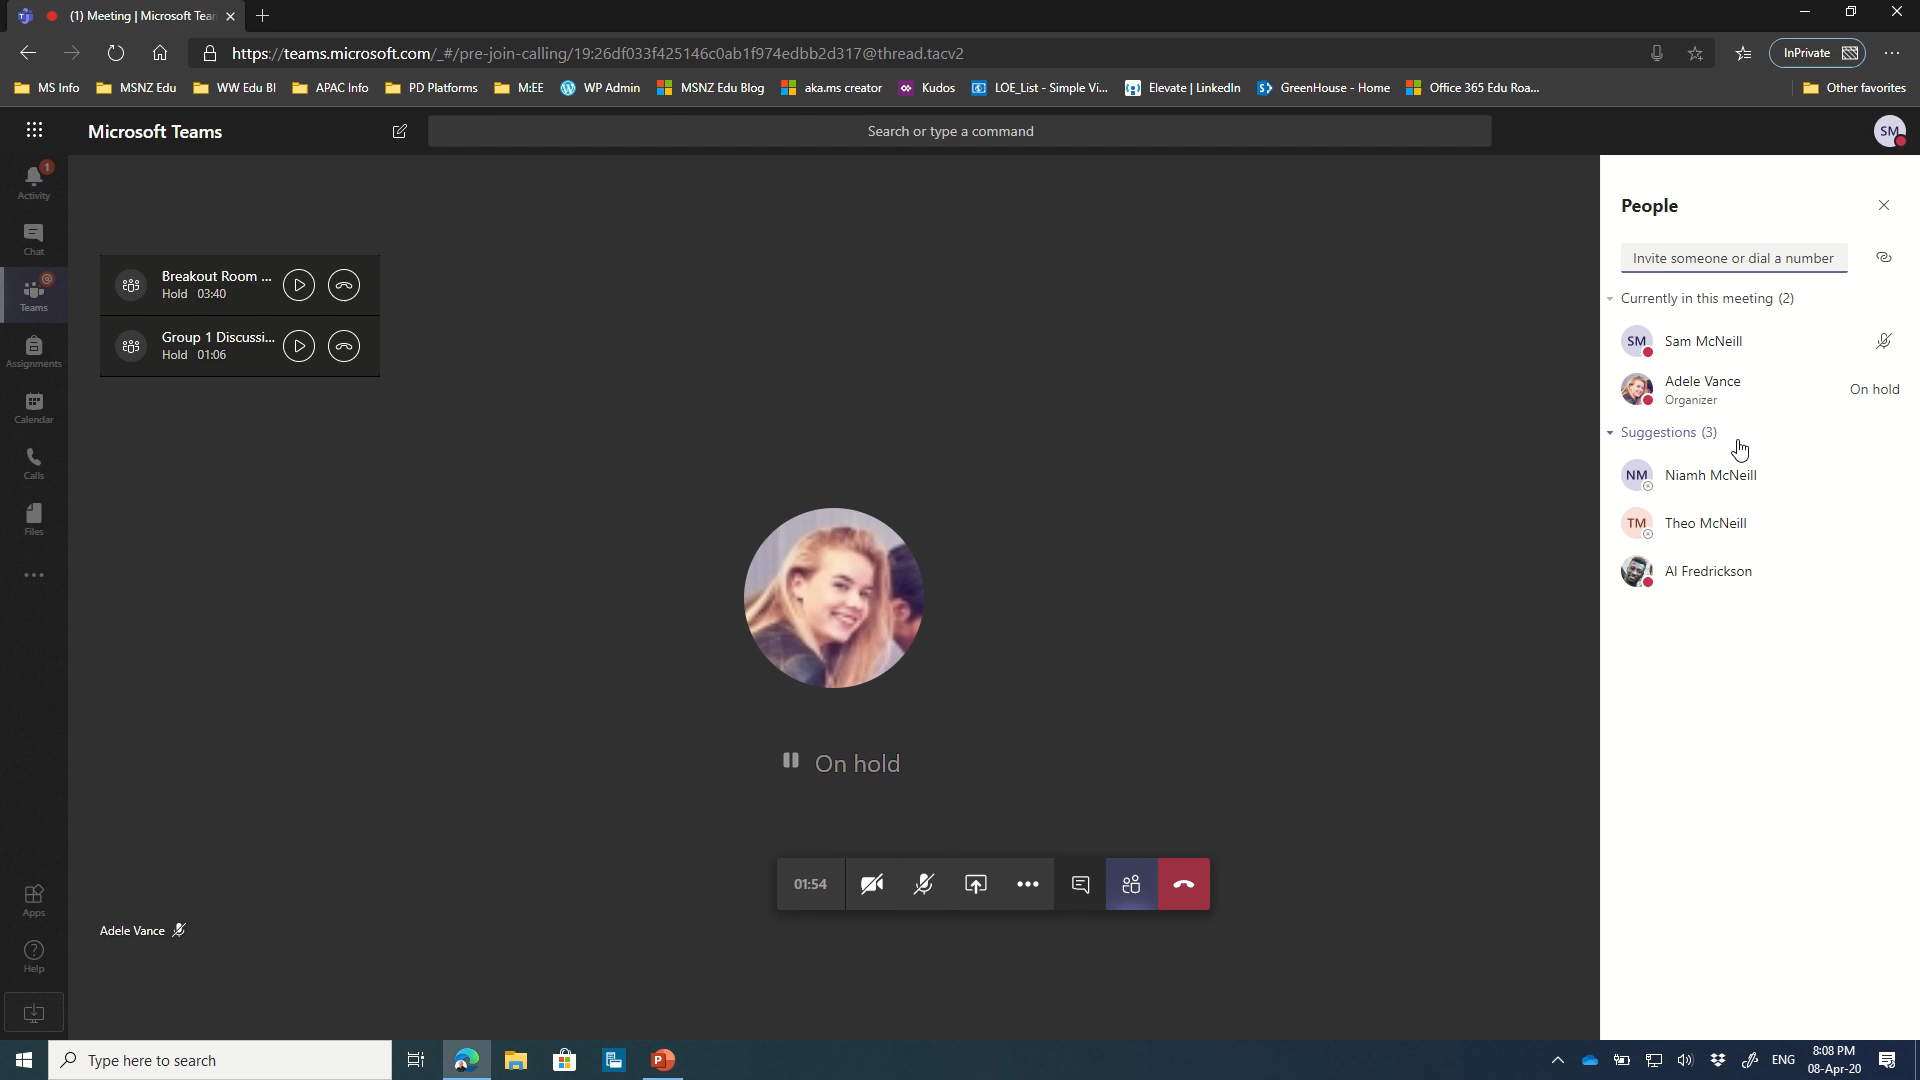 (1) Meeting | Microsoft Tea
https://teams.microsoft.com/_#/pre-join-calling/19:26df033f425146c0ab1f974edbb2d317@thread.tacv2
InPrivate
MS Info
MSNZ Edu
WW Edu BI
APAC Info
PD Platforms
M:EE
WP Admin
MSNZ Edu Blog
aka.ms creator
Kudos
LOE_List - Simple Vi...
Elevate | LinkedIn
GreenHouse - Home
Office 365 Edu Roa...
Other favorites
Microsoft Teams
Search or type a command
SM
1
Activity
Chat
Teams
Assignments
Calendar
Calls
Files
Apps
Help
Breakout Room ...
Hold 03:40
Group 1 Discussi...
Hold 01:06
On hold
01:54
Adele Vance
People
Invite someone or dial a number
Currently in this meeting (2)
SM
Sam McNeill
Adele Vance
Organizer
On hold
Suggestions (3)
NM
Niamh McNeill
TM
Theo McNeill
Al Fredrickson
Type here to search
ENG
8:08 PM
08-Apr-20